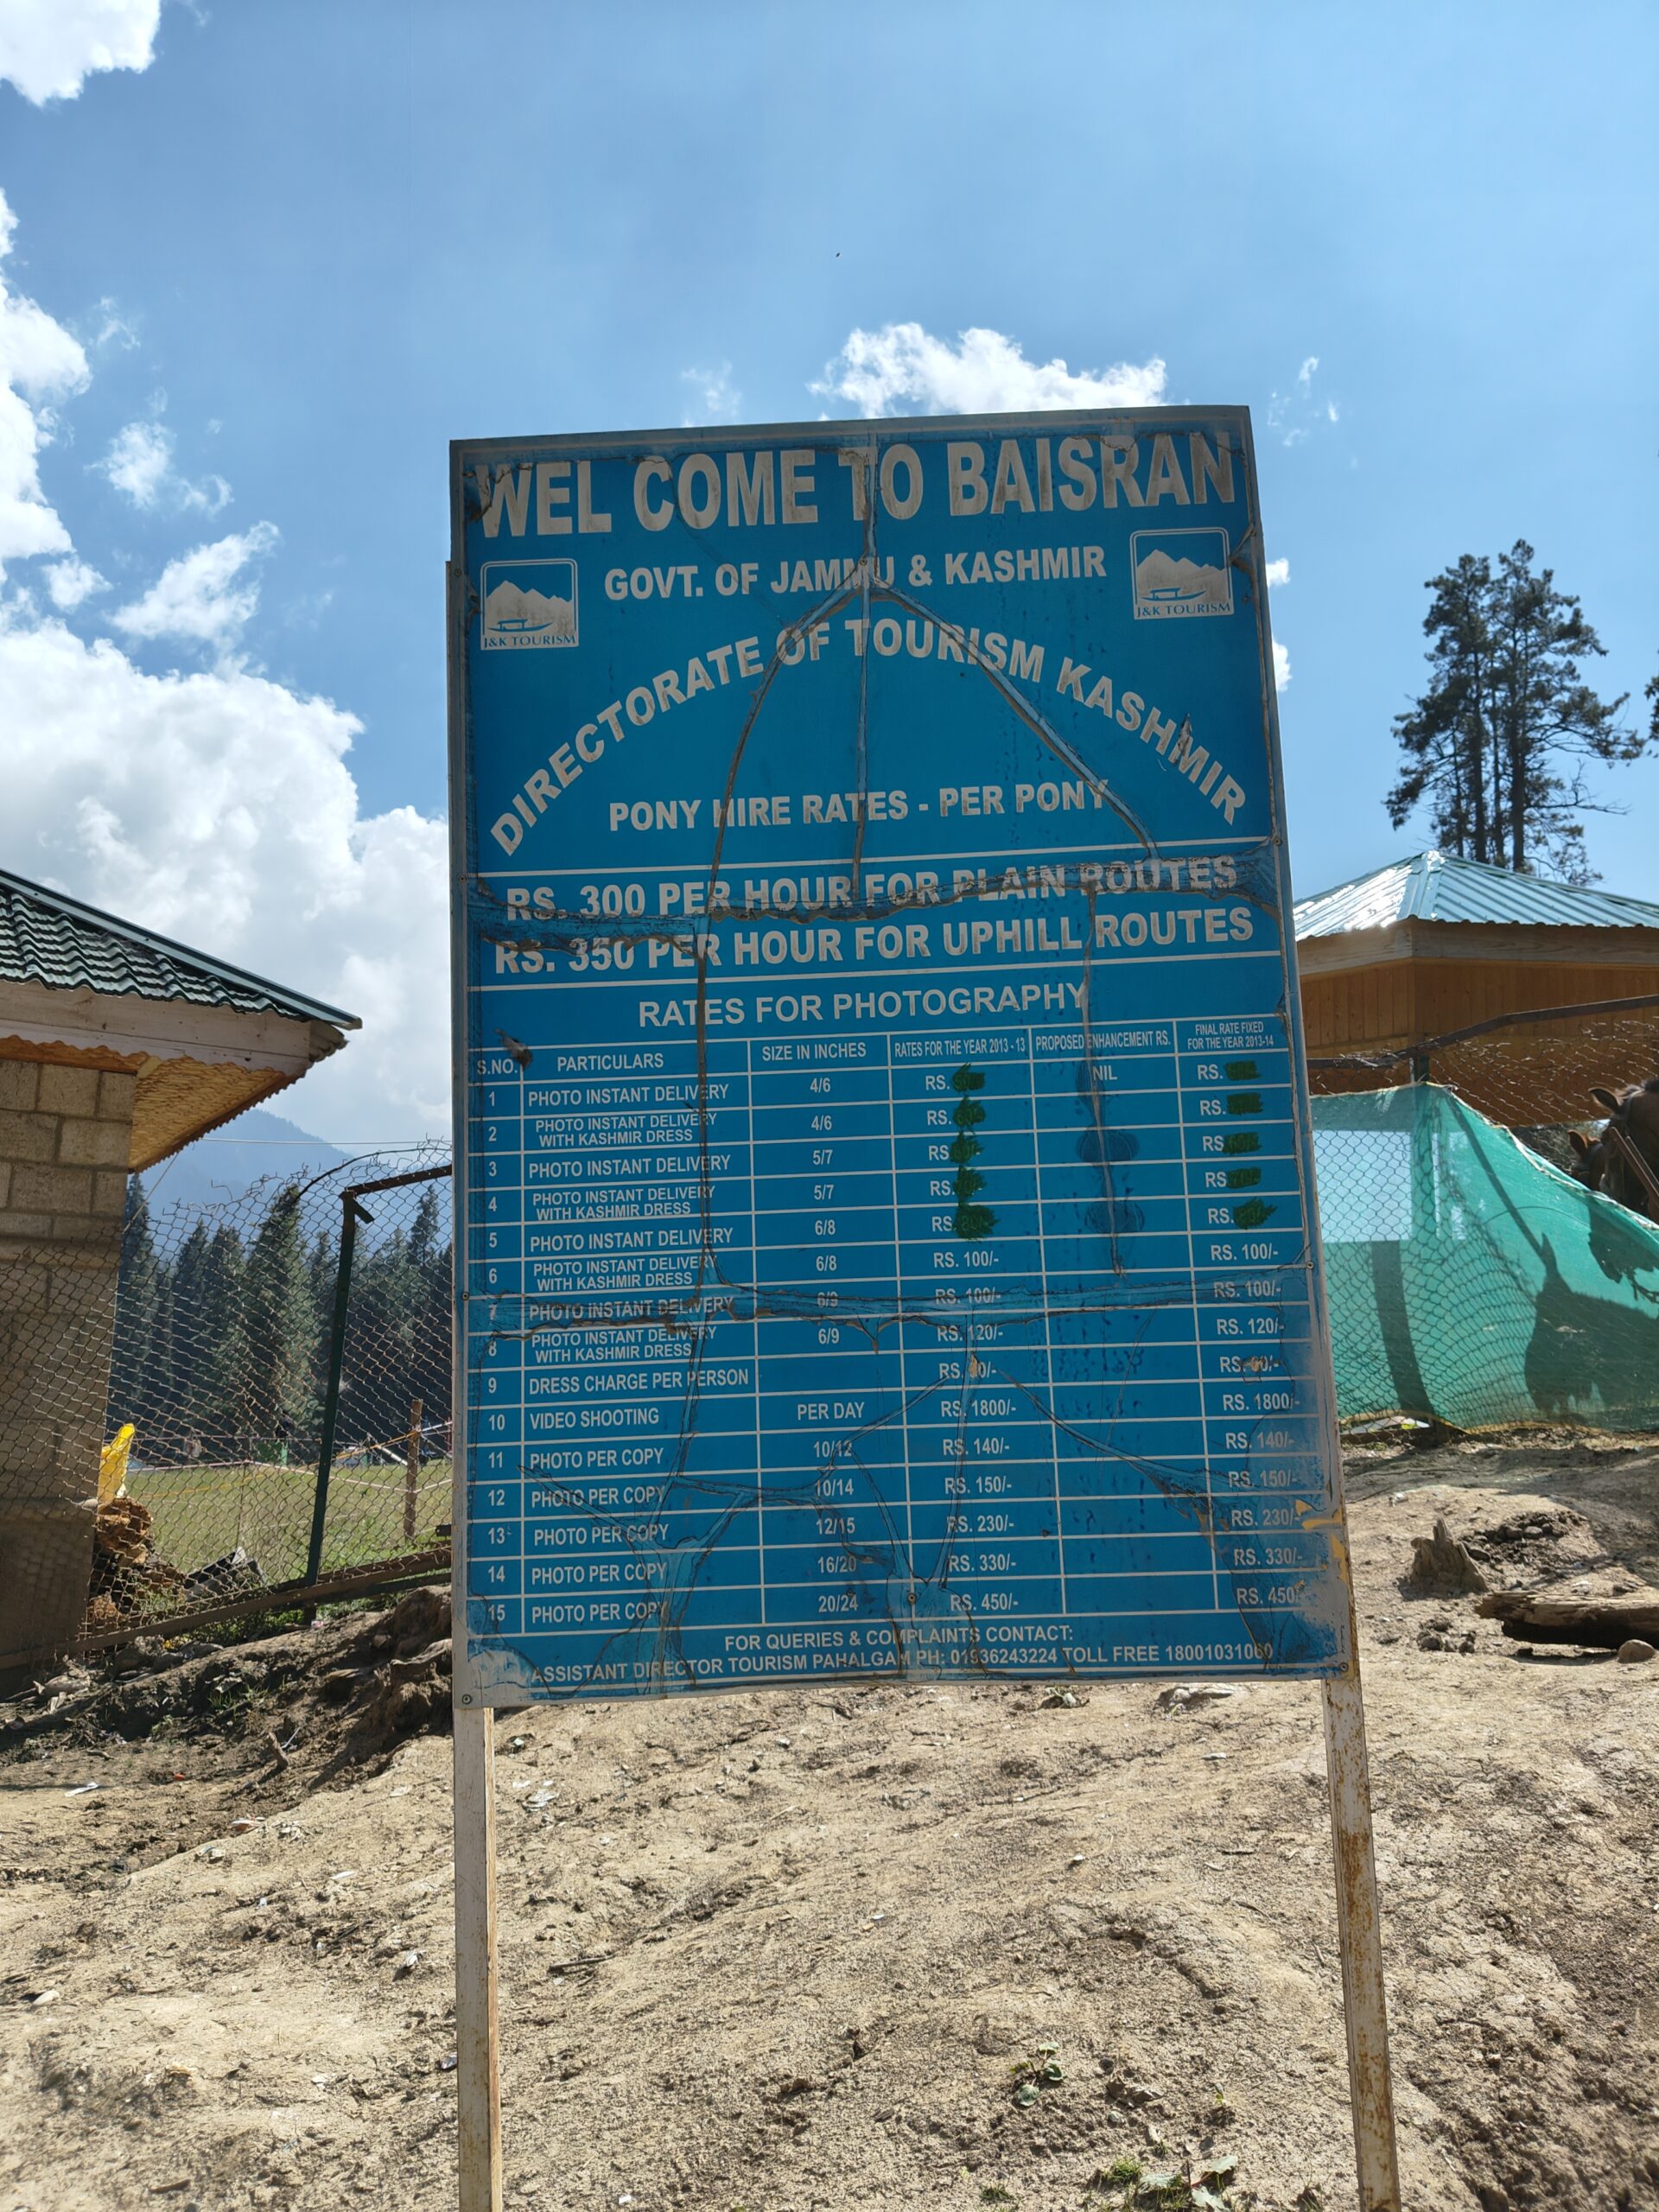 WEL COME TO BAISRAN
J&K TOURISM
GOVT. OF JAMMU & KASHMIR
J&K TOURISM
DIRECTORATE OF TOURISM KASHMIR
PONY HIRE RATES - PER PONY
RS. 300 PER HOUR FOR PLAIN ROUTES
RS. 350 PER HOUR FOR UPHILL ROUTES
RATES FOR PHOTOGRAPHY
S.NO. PARTICULARS SIZE IN INCHES RATES FOR THE YEAR 2013 - 13 PROPOSED ENHANCEMENT RS. FINAL RATE FIXED FOR THE YEAR 2013-14
1 PHOTO INSTANT DELIVERY 4/6 RS. NIL RS.
2 PHOTO INSTANT DELIVERY WITH KASHMIR DRESS 4/6 RS. RS.
3 PHOTO INSTANT DELIVERY 5/7 RS RS
4 PHOTO INSTANT DELIVERY WITH KASHMIR DRESS 5/7 RS. RS
5 PHOTO INSTANT DELIVERY 6/8 RS. RS.
6 PHOTO INSTANT DELIVERY WITH KASHMIR DRESS 6/8 RS. 100/- RS. 100/-
7 PHOTO INSTANT DELIVERY 6/9 RS. 100/- RS. 100/-
8 PHOTO INSTANT DELIVERY WITH KASHMIR DRESS 6/9 RS. 120/- RS. 120/-
9 DRESS CHARGE PER PERSON RS. RS.
10 VIDEO SHOOTING PER DAY RS. 1800/- RS. 1800/-
11 PHOTO PER COPY 10/12 RS. 140/- RS. 140/-
12 PHOTO PER COPY 10/14 RS. 150/- RS. 150/-
13 PHOTO PER COPY 12/15 RS. 230/- RS. 230/-
14 PHOTO PER COPY 16/20 RS. 330/- RS. 330/-
15 PHOTO PER COPY 20/24 RS. 450/- RS. 450/
FOR QUERIES & COMPLAINTS CONTACT:
ASSISTANT DIRECTOR TOURISM PAHALGAM PH: 01936243224 TOLL FREE 18001031060